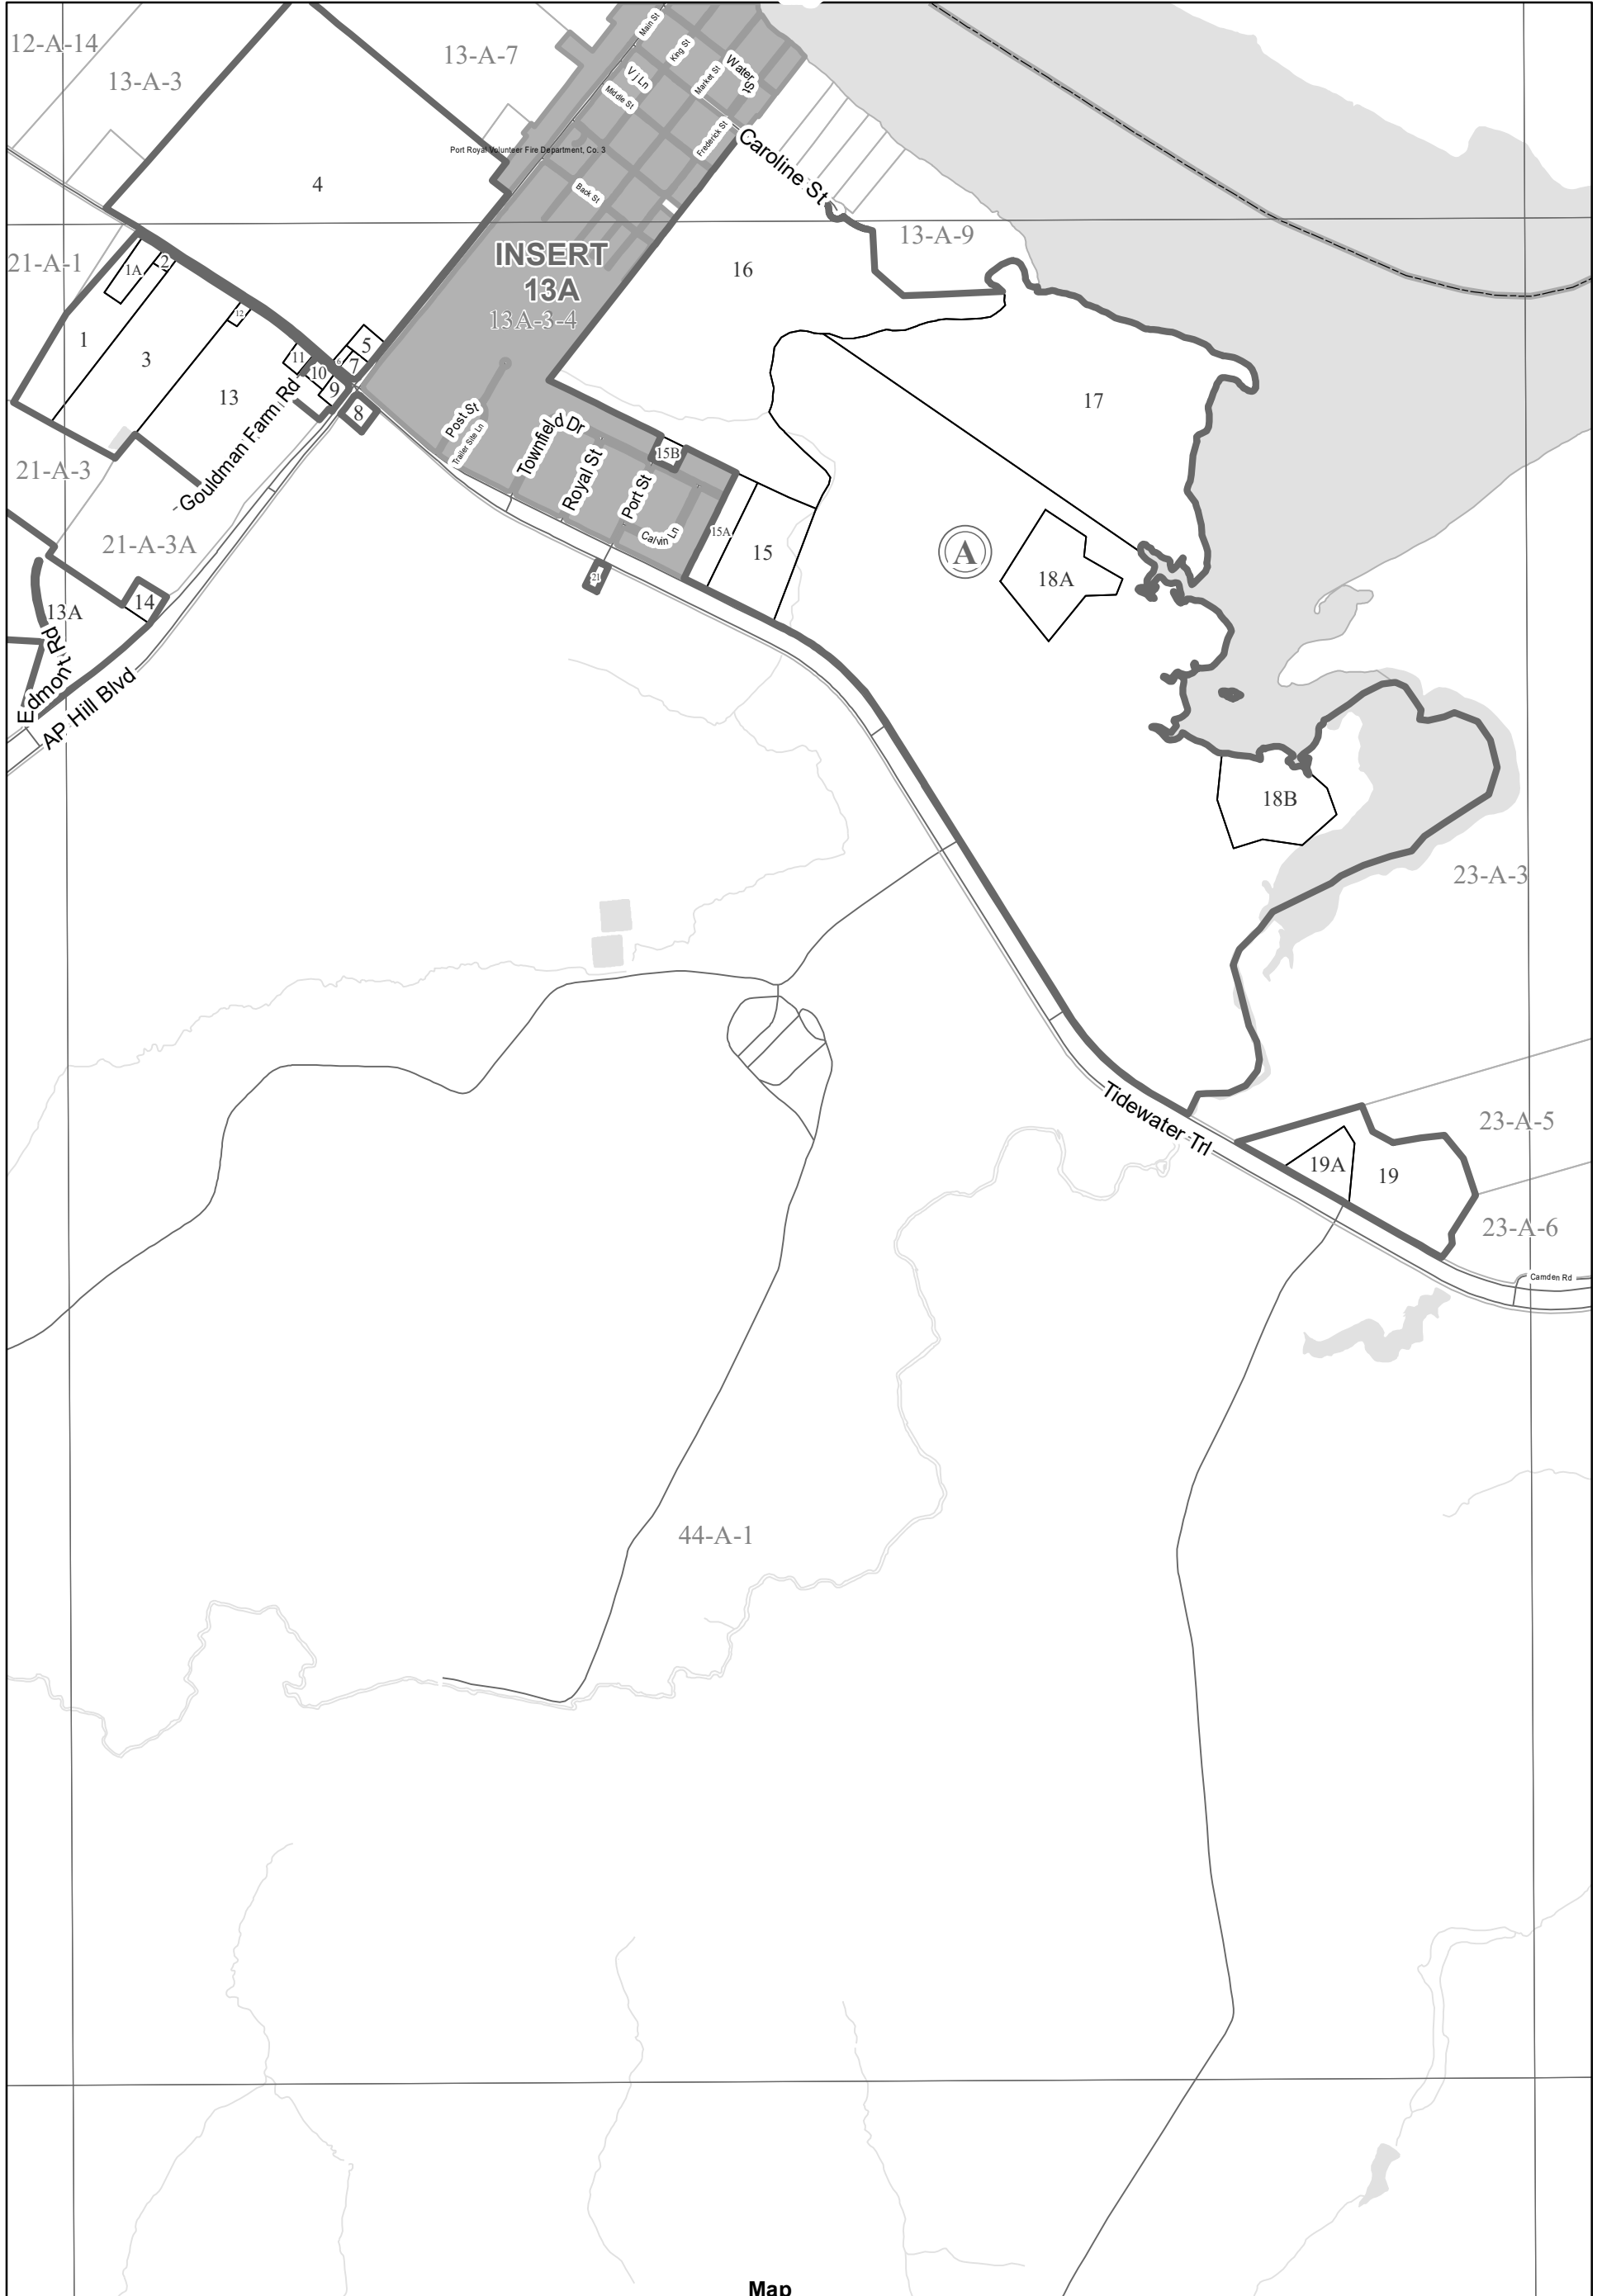 12-A-14
13-A-3
13-A-7
Main St
King St
V j Ln
Market St
Water St
Middle St
Frederick St
Port Royal Volunteer Fire Department, Co. 3
Caroline St
4
Back St
13-A-9
21-A-1
1A
2
INSERT
13A
13A-3-4
16
12
1
3
5
6
7
11
10
9
13
8
17
Gouldman Farm Rd
Post St
Trailer Site Ln
Townfield Dr
Royal St
Port St
15B
Calvin Ln
15A
15
21-A-3
21-A-3A
A
18A
21
14
13A
Edmont Rd
AP Hill Blvd
18B
23-A-3
Tidewater Trl
23-A-5
19A
19
23-A-6
Camden Rd
44-A-1
Map